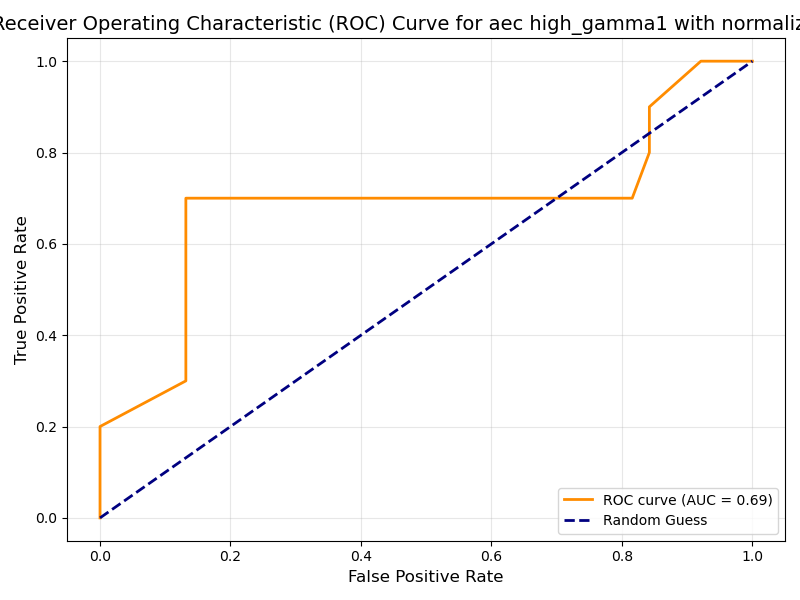 Receiver Operating Characteristic (ROC) Curve for aec high_gamma1 with
1.0
0.8
0.6
0.4
0.2
0.0
True Positive Rate
0.0 0.2 0.4 0.6 0.8 1.0
False Positive Rate
ROC curve (AUC = 0.69)
Random Guess